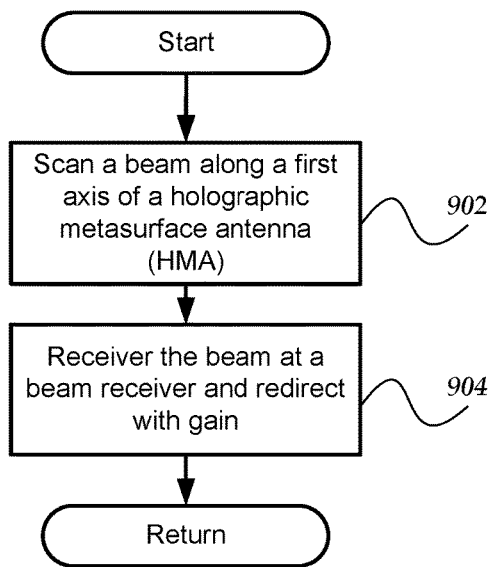 Start
Scan a beam along a first
axis of a holographic
metasurface antenna
(HMA)
902
Receiver the beam at a
beam receiver and redirect
with gain
904
Return